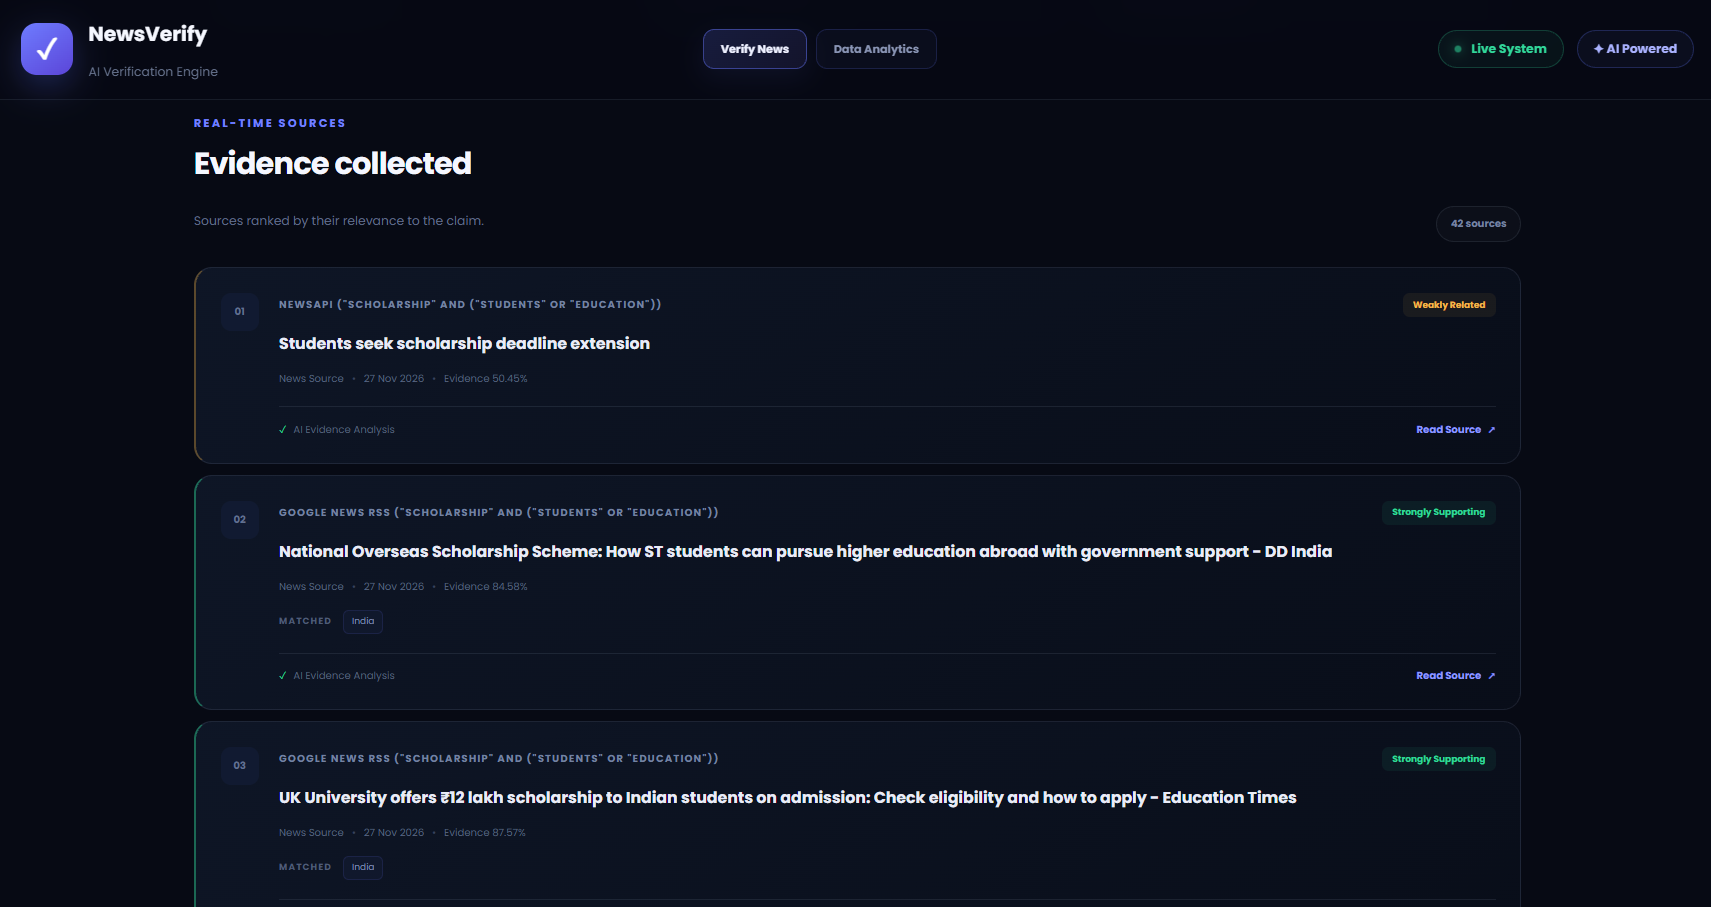 NewsVerify
AI Verification Engine
Verify News
Data Analytics
Live System
✦ AI Powered
REAL-TIME SOURCES
Evidence collected
Sources ranked by their relevance to the claim.
42 sources
01
NEWSAPI ("SCHOLARSHIP" AND ("STUDENTS" OR "EDUCATION"))
Weakly Related
Students seek scholarship deadline extension
News Source • 27 Nov 2026 • Evidence 50.45%
✓ AI Evidence Analysis
Read Source ↗
02
GOOGLE NEWS RSS ("SCHOLARSHIP" AND ("STUDENTS" OR "EDUCATION"))
Strongly Supporting
National Overseas Scholarship Scheme: How ST students can pursue higher education abroad with government support - DD India
News Source • 27 Nov 2026 • Evidence 84.58%
MATCHED India
✓ AI Evidence Analysis
Read Source ↗
03
GOOGLE NEWS RSS ("SCHOLARSHIP" AND ("STUDENTS" OR "EDUCATION"))
Strongly Supporting
UK University offers ₹12 lakh scholarship to Indian students on admission: Check eligibility and how to apply - Education Times
News Source • 27 Nov 2026 • Evidence 87.57%
MATCHED India